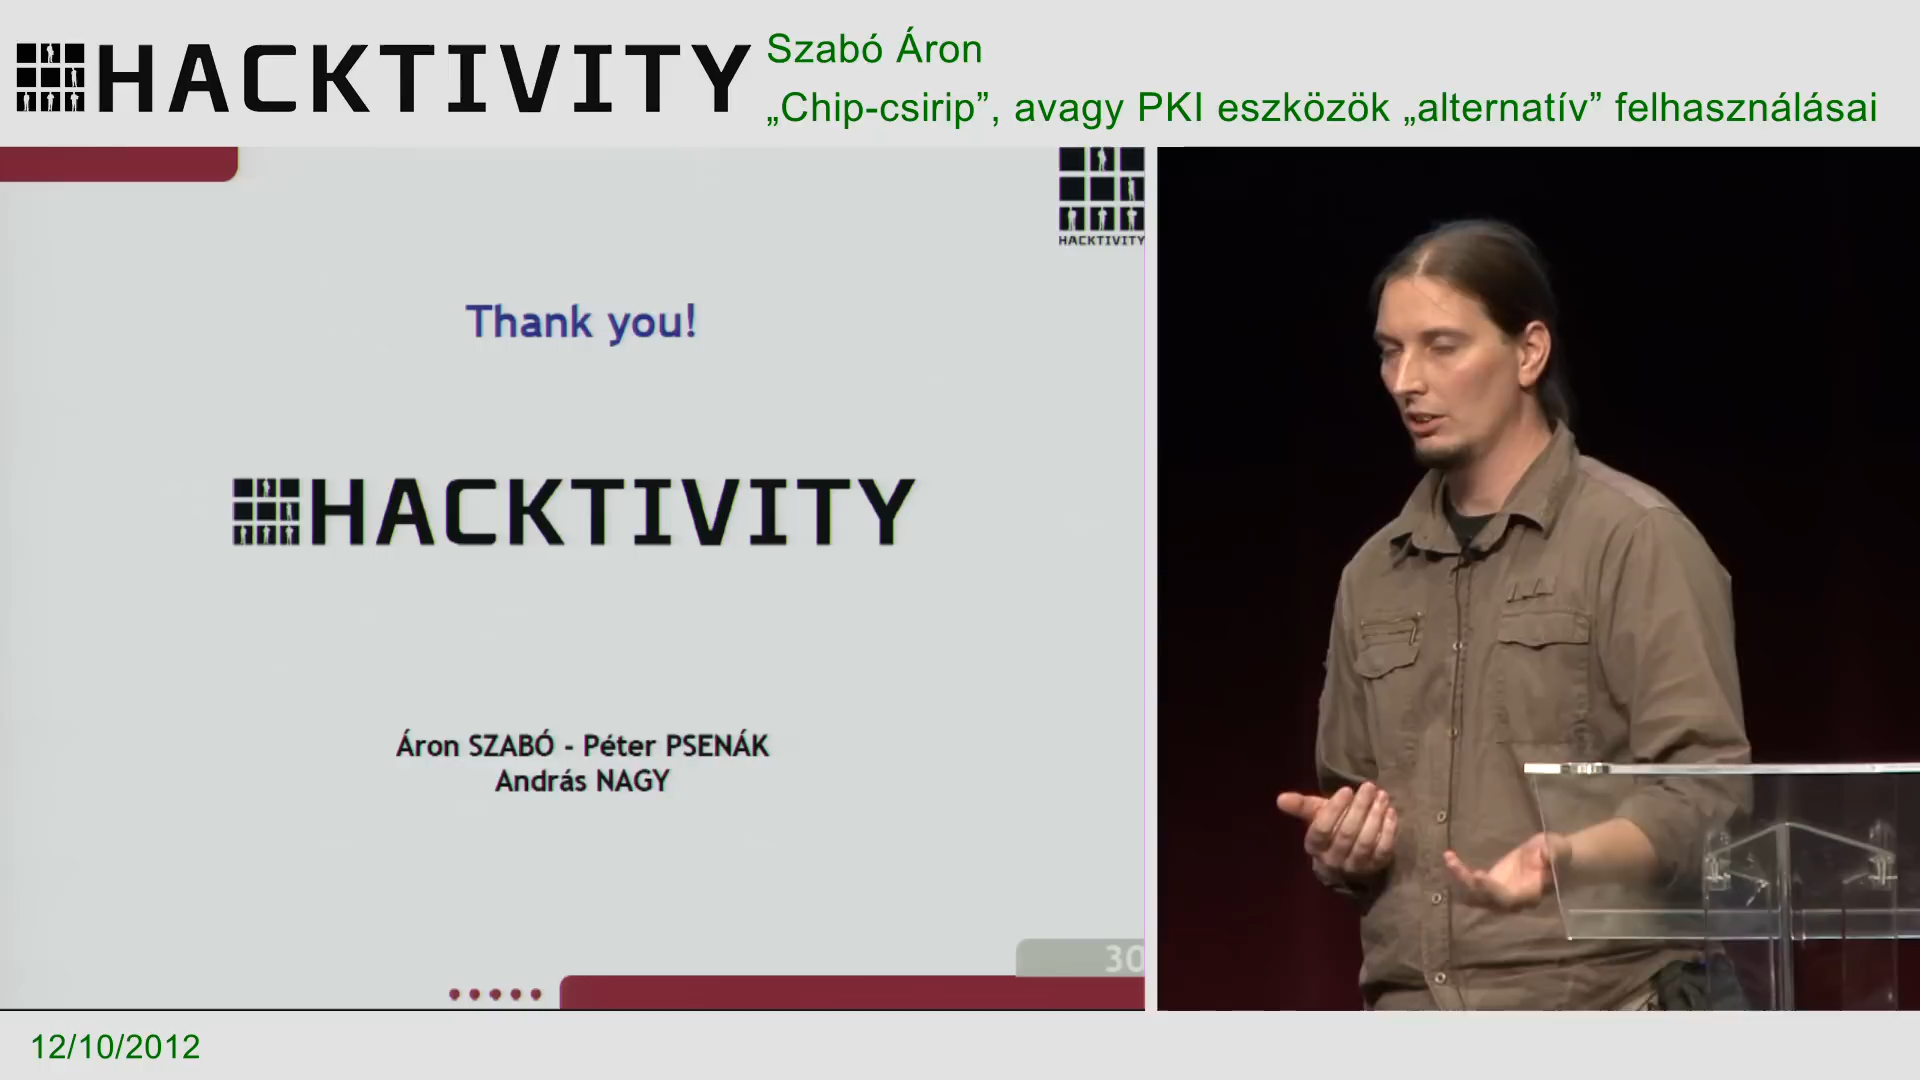 HACKTIVITY
Szabó Áron
„Chip-csirip”, avagy PKI eszközök „alternatív” felhasználásai
HACKTIVITY
Thank you!
HACKTIVITY
Áron SZABÓ - Péter PSENÁK
András NAGY
30
12/10/2012